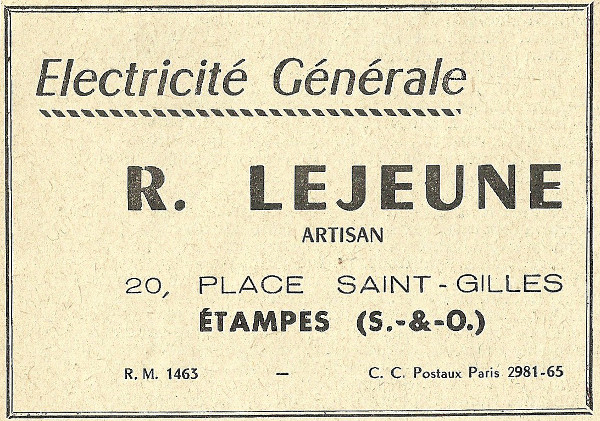 Electricité Générale
R. LEJEUNE
ARTISAN
20, PLACE SAINT-GILLES
ÉTAMPES (S.-&-O.)
R. M. 1463 – C. C. Postaux Paris 2981-65